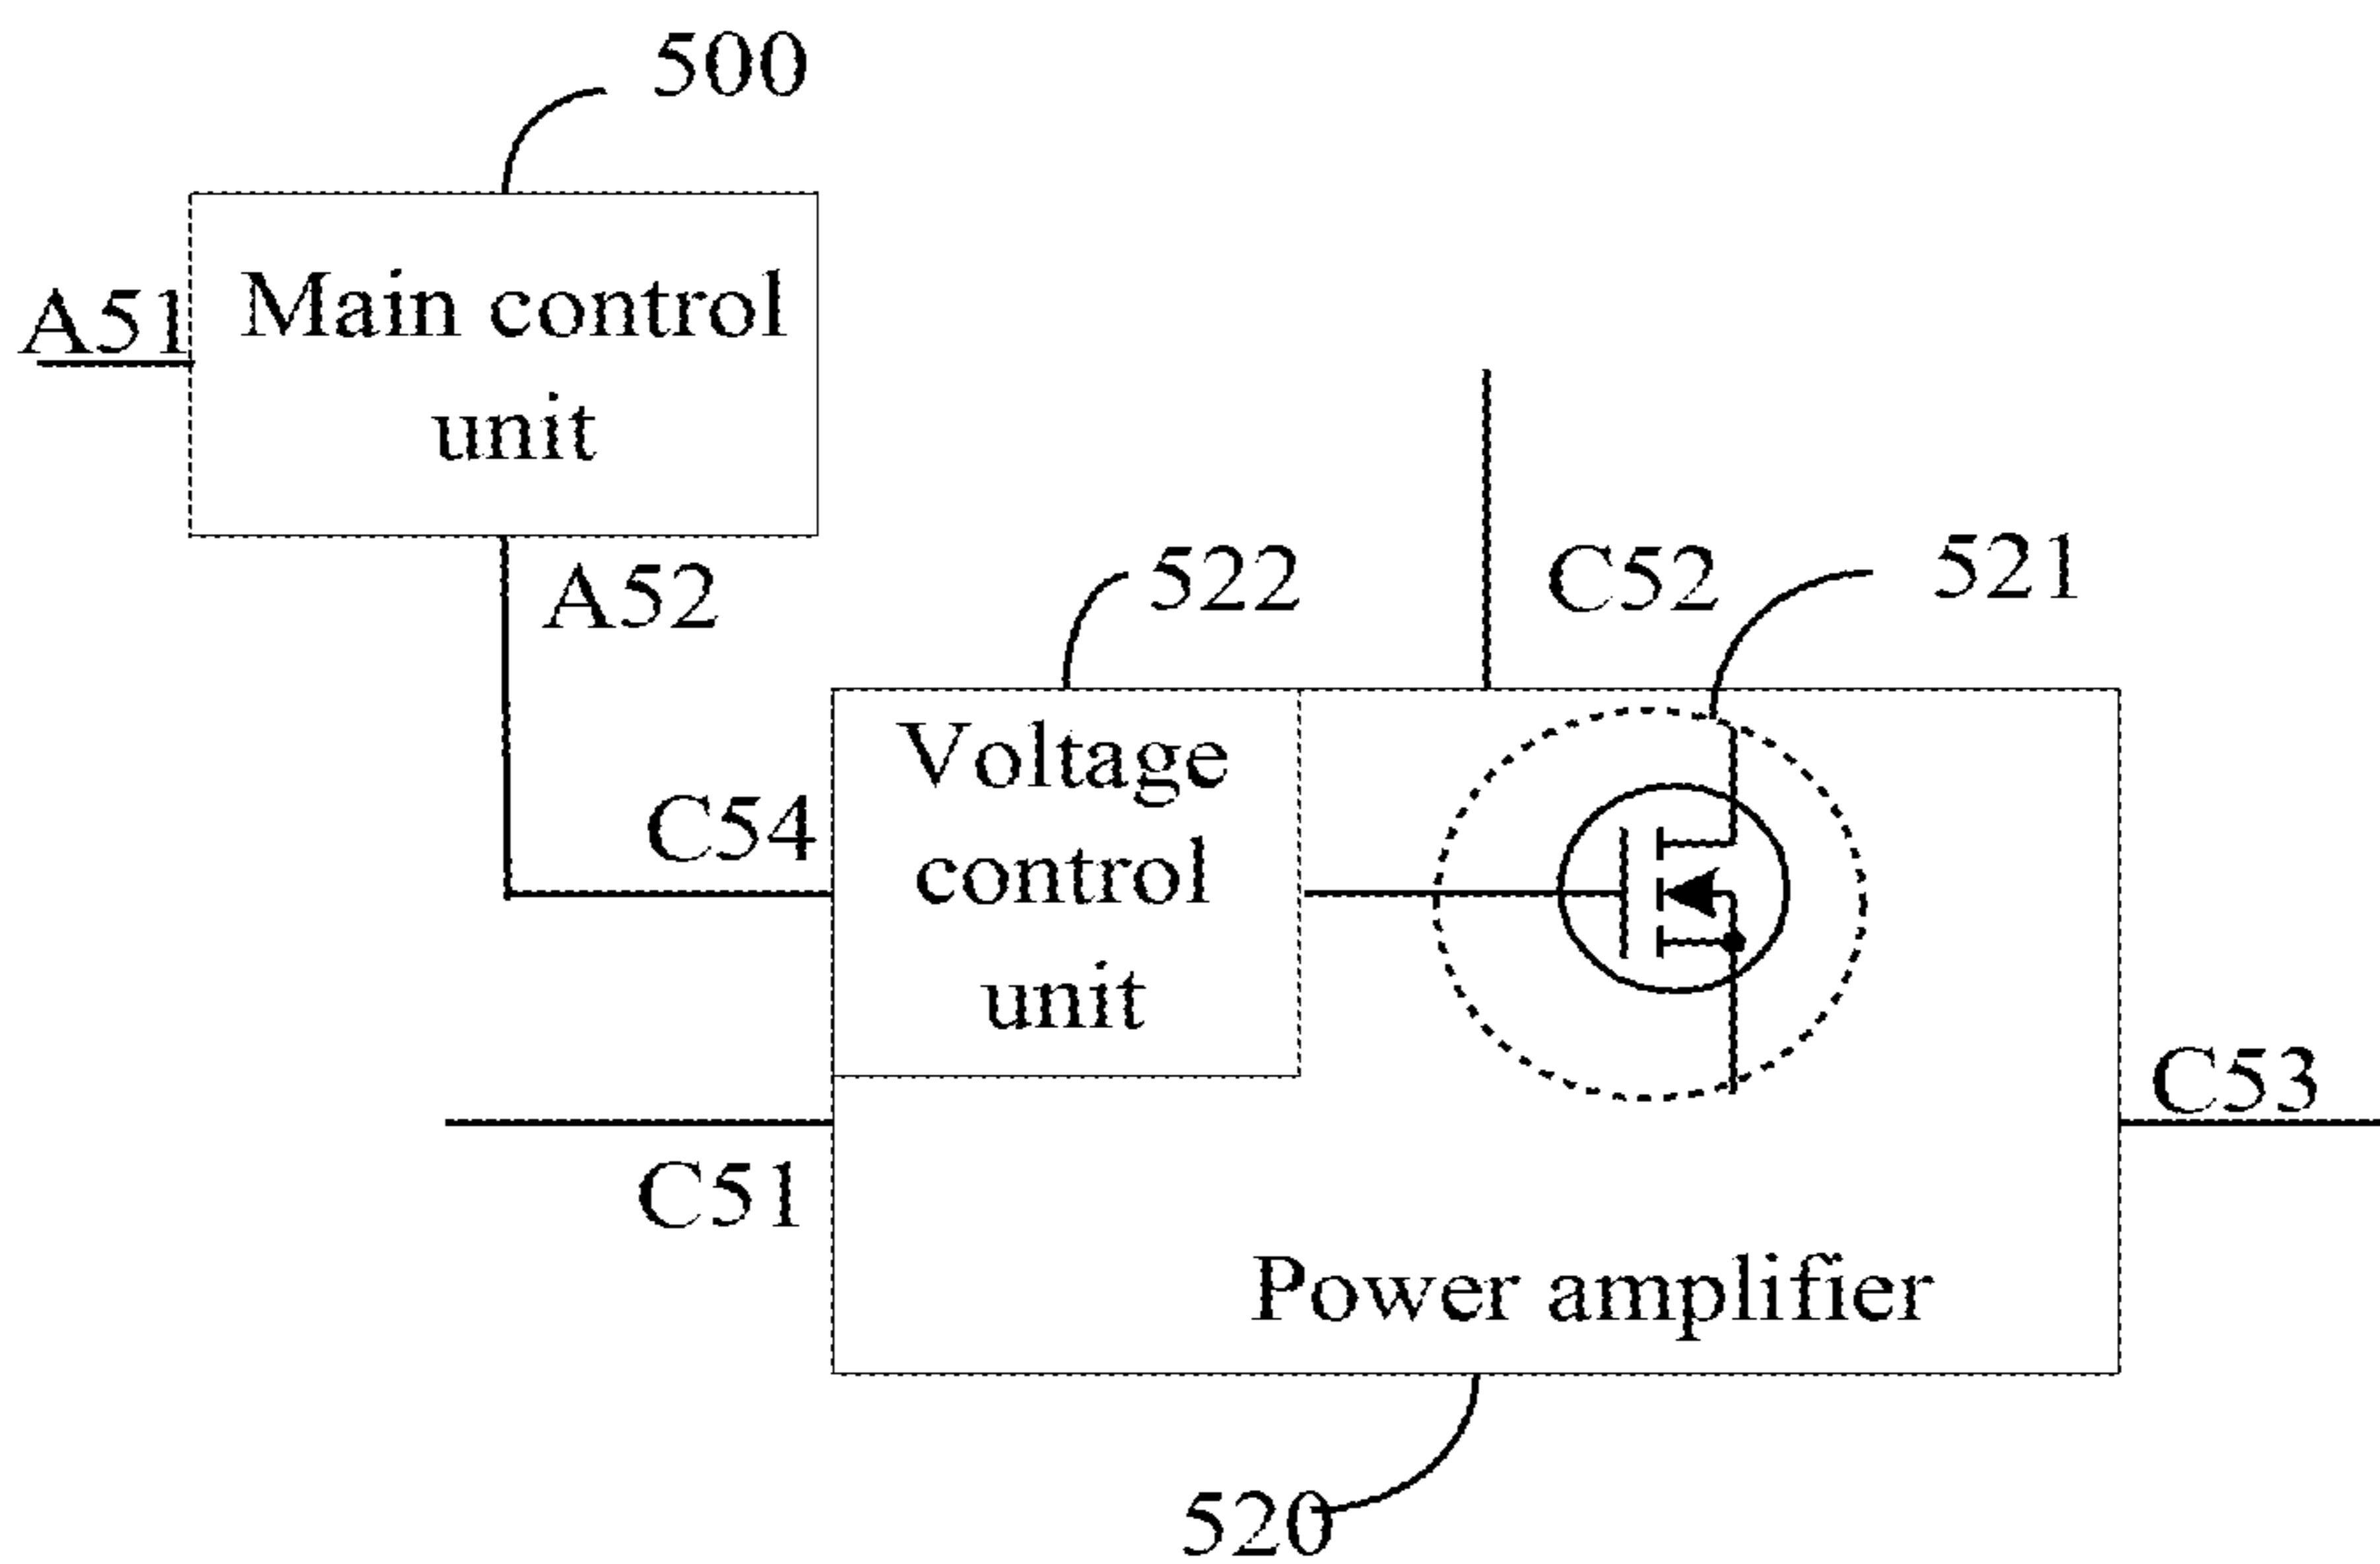 500
A51
Main control
unit
A52
522
C52
521
Voltage
control
unit
C54
C53
C51
Power amplifier
520